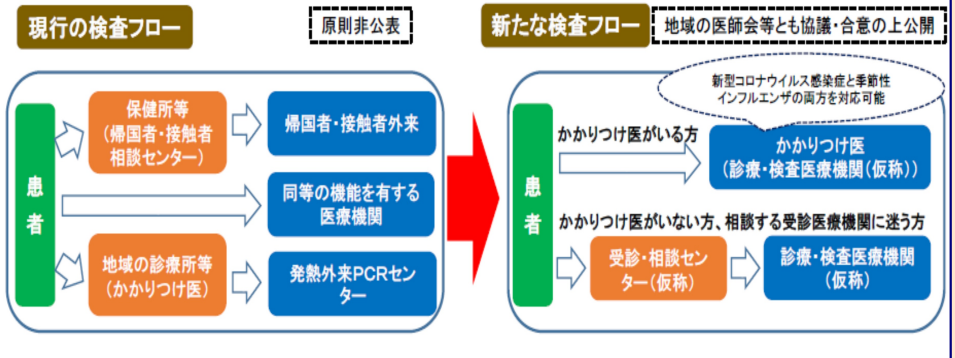 現行の検査フロー
原則非公表
患者
保健所等
(帰国者・接触者
相談センター)
帰国者・接触者外来
同等の機能を有する
医療機関
地域の診療所等
(かかりつけ医)
発熱外来PCRセン
ター
新たな検査フロー
地域の医師会等とも協議・合意の上公開
新型コロナウイルス感染症と季節性
インフルエンザの両方を対応可能
患者
かかりつけ医がいる方
かかりつけ医
(診療・検査医療機関(仮称))
かかりつけ医がいない方、相談する受診医療機関に迷う方
受診・相談セン
ター(仮称)
診療・検査医療機関
(仮称)